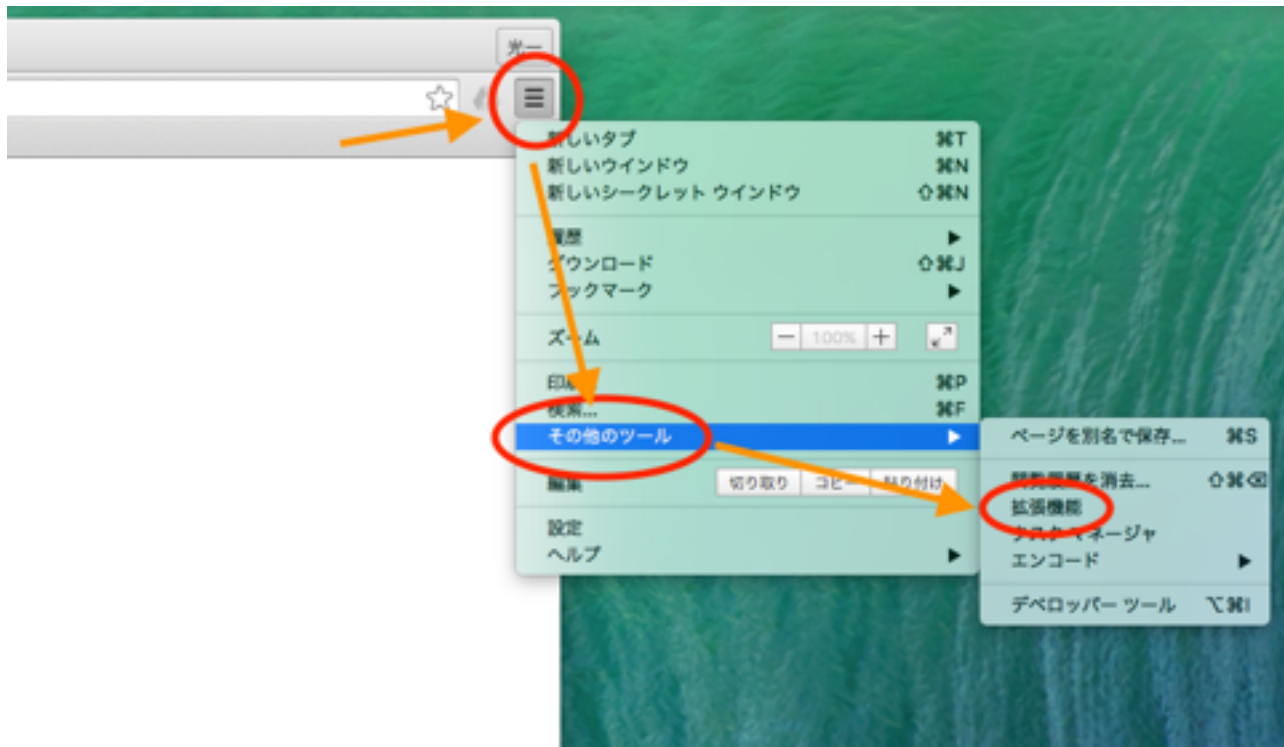 光一
新しいタブ ⌘T
新しいウインドウ ⌘N
新しいシークレット ウインドウ ⇧⌘N
履歴 ▶
ダウンロード ⇧⌘J
ブックマーク ▶
ズーム − 100% +
印刷... ⌘P
検索... ⌘F
その他のツール ▶
編集 切り取り コピー 貼り付け
設定
ヘルプ ▶
ページを別名で保存... ⌘S
閲覧履歴を消去... ⇧⌘⌫
拡張機能
タスク マネージャ
エンコード ▶
デベロッパー ツール ⌥⌘I